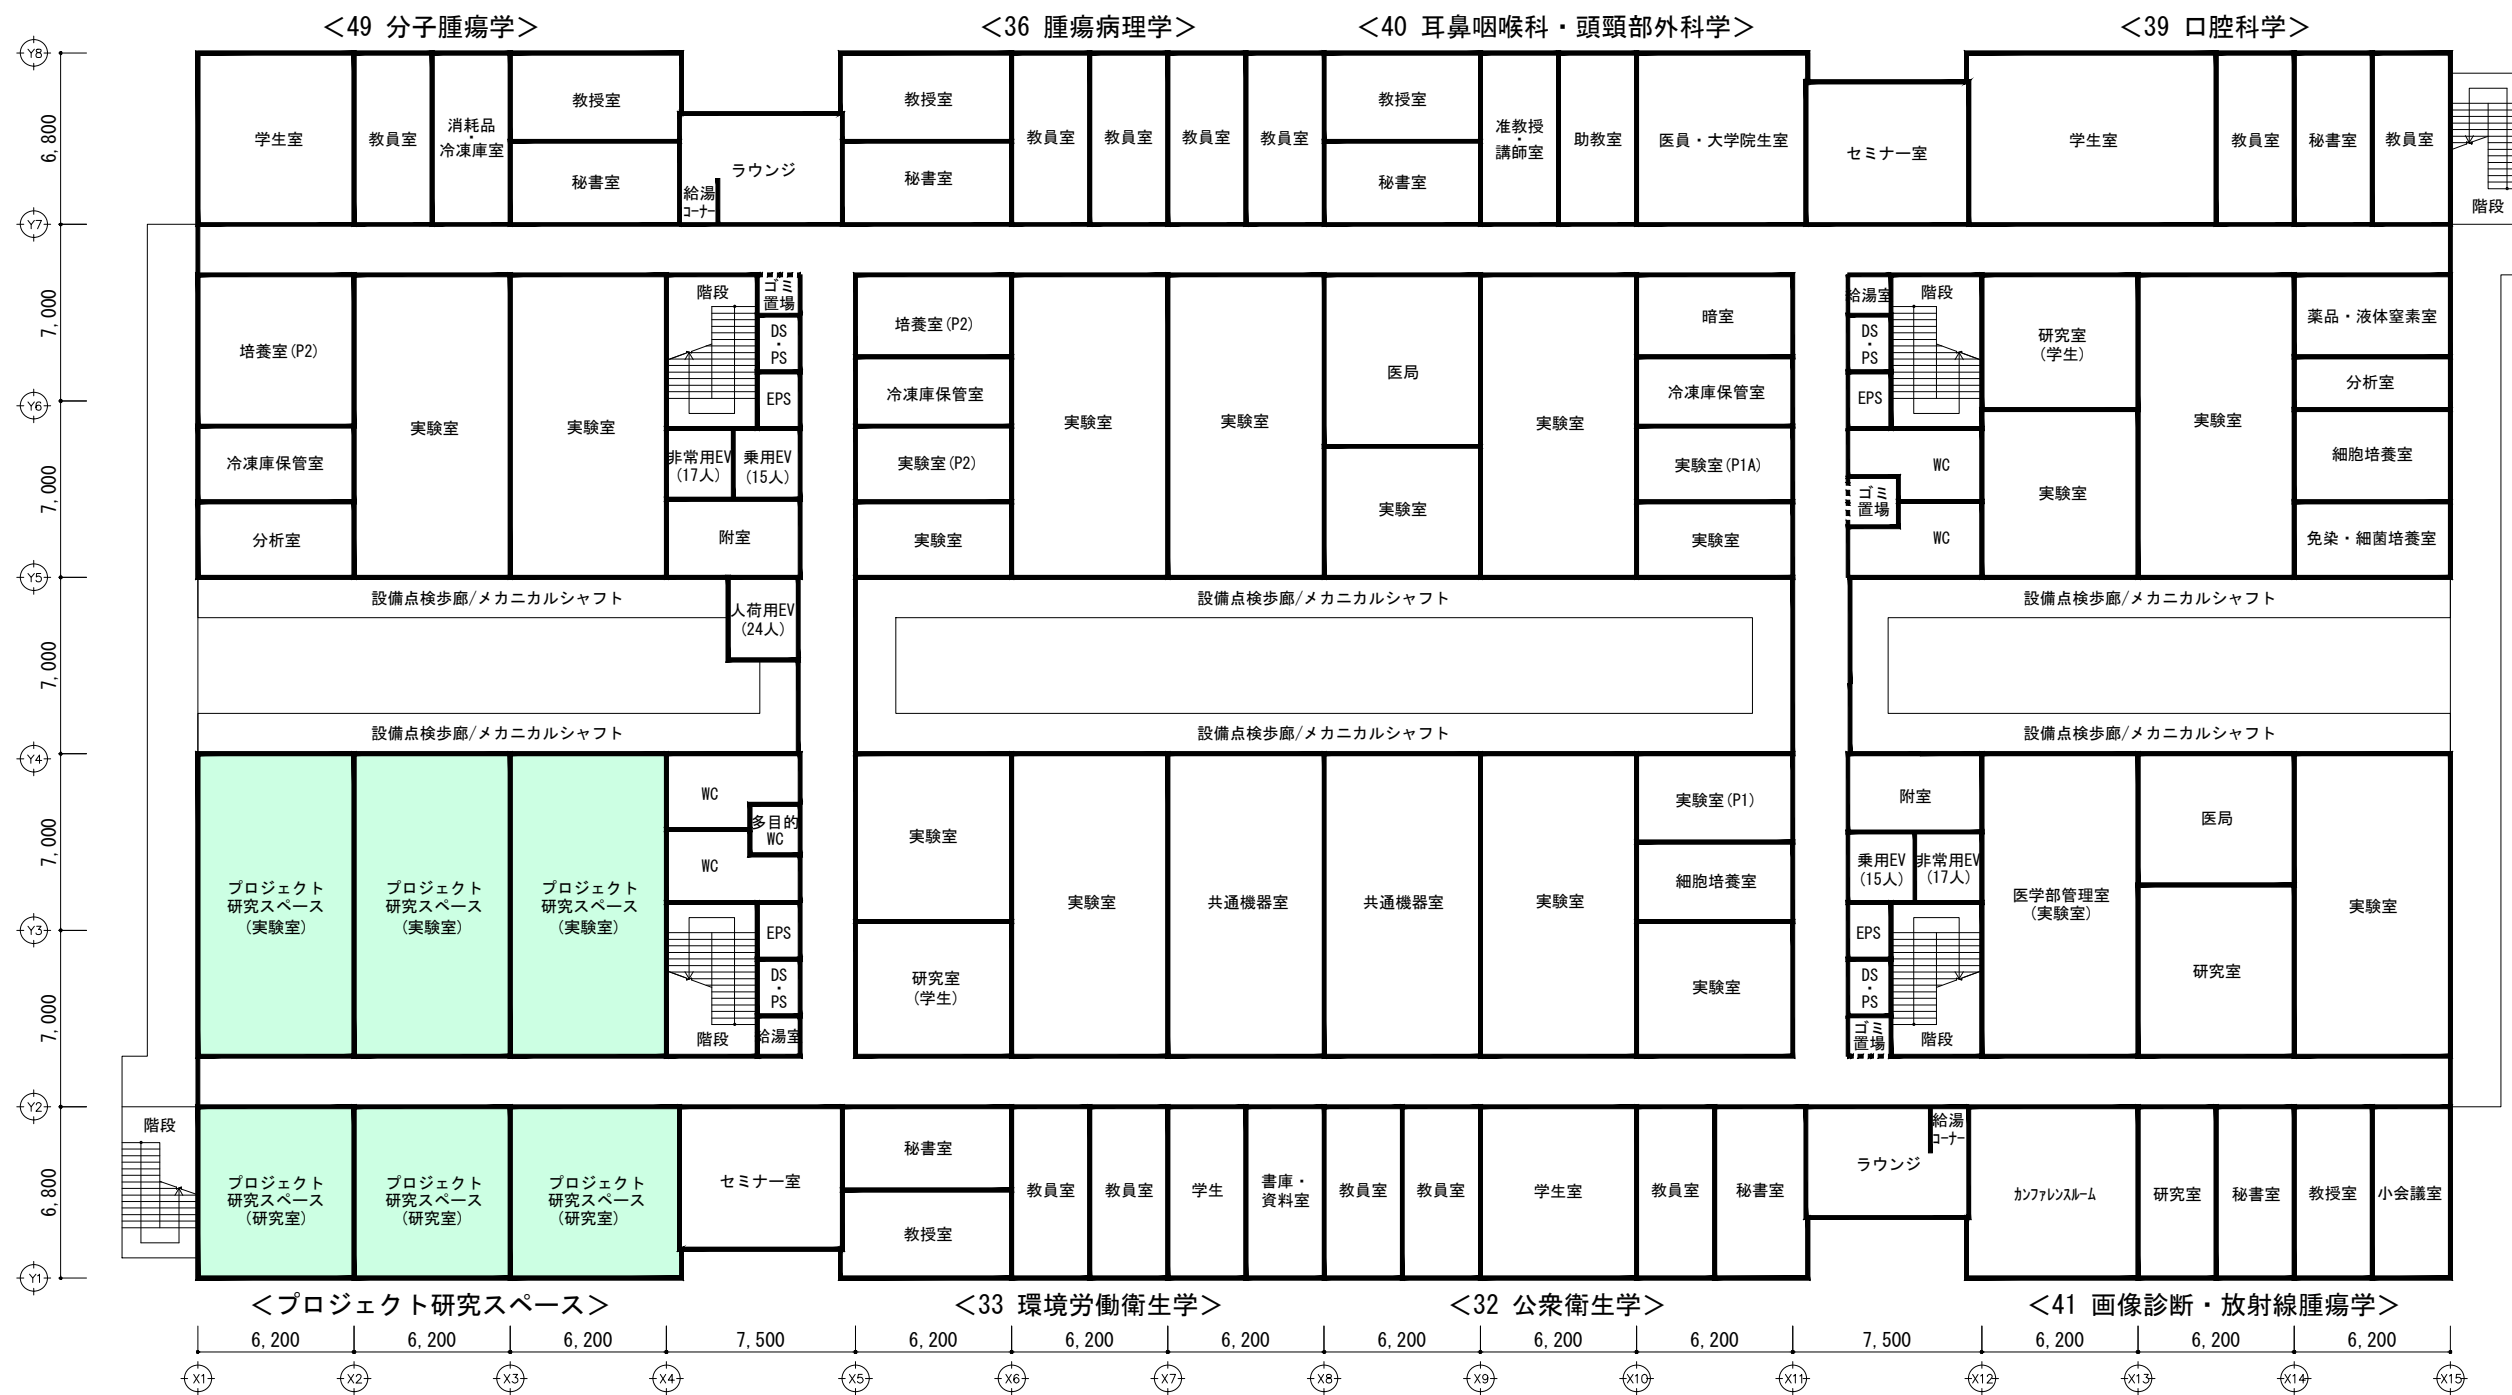 ＜49 分子腫瘍学＞
＜36 腫瘍病理学＞
＜40 耳鼻咽喉科・頭頸部外科学＞
＜39 口腔科学＞
Y8
6,800
学生室
教員室
消耗品
・
冷凍庫室
教授室
秘書室
給湯
コーナー
ラウンジ
教授室
秘書室
教員室
教員室
教員室
教員室
教授室
秘書室
准教授
・
講師室
助教室
医員・大学院生室
セミナー室
学生室
教員室
秘書室
教員室
階段
Y7
7,000
培養室(P2)
冷凍庫保管室
分析室
実験室
実験室
階段
ゴミ
置場
DS
・
PS
EPS
非常用EV
(17人)
乗用EV
(15人)
附室
培養室(P2)
冷凍庫保管室
実験室(P2)
実験室
実験室
実験室
医局
実験室
実験室
暗室
冷凍庫保管室
実験室(P1A)
実験室
給湯室
DS
・
PS
EPS
階段
WC
ゴミ
置場
WC
研究室
(学生)
実験室
実験室
薬品・液体窒素室
分析室
細胞培養室
免染・細菌培養室
Y6
7,000
Y5
設備点検歩廊/メカニカルシャフト
人荷用EV
(24人)
設備点検歩廊/メカニカルシャフト
設備点検歩廊/メカニカルシャフト
7,000
設備点検歩廊/メカニカルシャフト
設備点検歩廊/メカニカルシャフト
設備点検歩廊/メカニカルシャフト
Y4
7,000
プロジェクト
研究スペース
(実験室)
プロジェクト
研究スペース
(実験室)
プロジェクト
研究スペース
(実験室)
WC
多目的
WC
WC
EPS
DS
・
PS
階段
給湯室
実験室
研究室
(学生)
実験室
共通機器室
共通機器室
実験室
実験室(P1)
細胞培養室
実験室
附室
乗用EV
(15人)
非常用EV
(17人)
EPS
DS
・
PS
ゴミ
置場
階段
医学部管理室
(実験室)
医局
研究室
実験室
Y3
7,000
Y2
6,800
階段
プロジェクト
研究スペース
(研究室)
プロジェクト
研究スペース
(研究室)
プロジェクト
研究スペース
(研究室)
セミナー室
秘書室
教授室
教員室
教員室
学生
書庫・
資料室
教員室
教員室
学生室
教員室
秘書室
ラウンジ
給湯
コーナー
カンファレンスルーム
研究室
秘書室
教授室
小会議室
Y1
＜プロジェクト研究スペース＞
＜33 環境労働衛生学＞
＜32 公衆衛生学＞
＜41 画像診断・放射線腫瘍学＞
6,200 6,200 6,200 7,500 6,200 6,200 6,200 6,200 6,200 6,200 7,500 6,200 6,200 6,200
X1 X2 X3 X4 X5 X6 X7 X8 X9 X10 X11 X12 X13 X14 X15